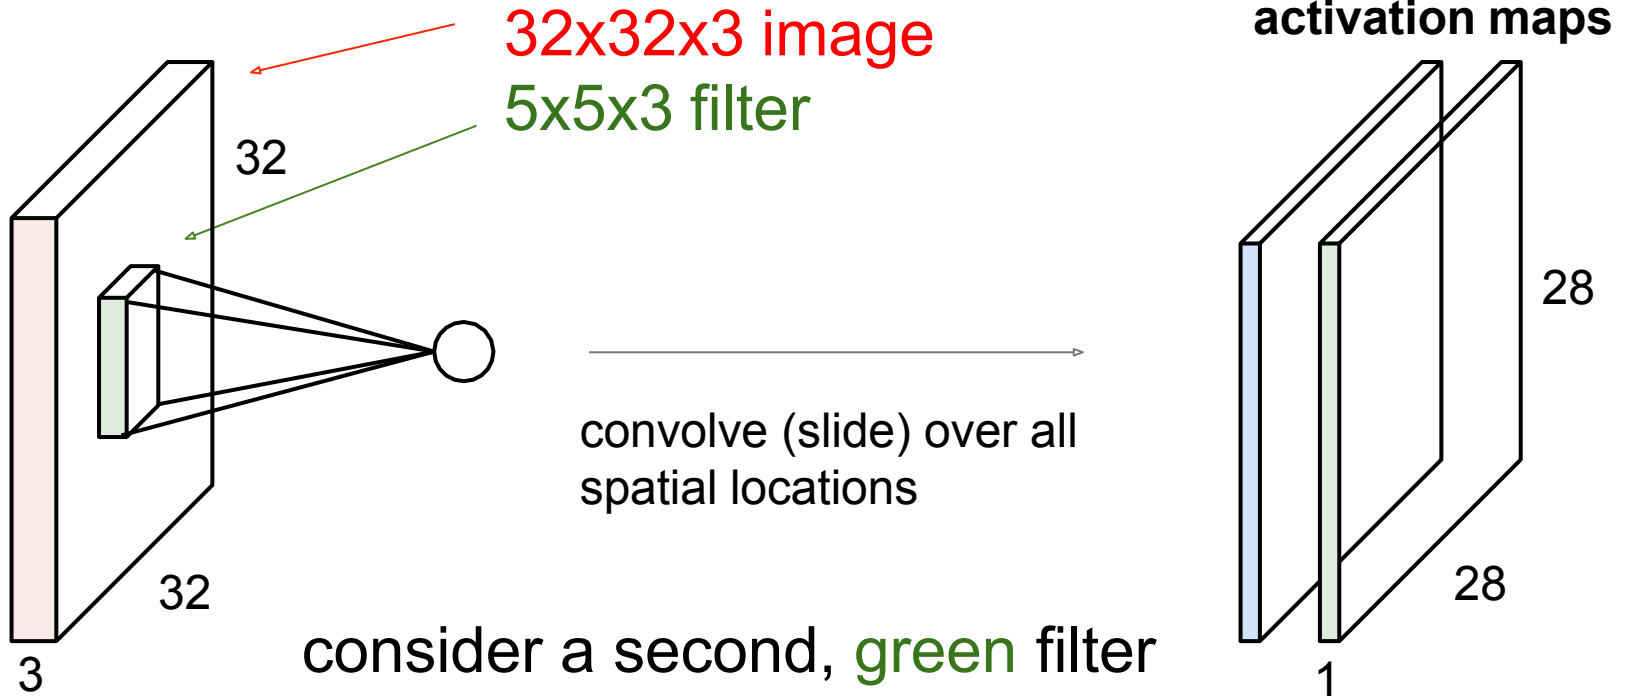 32x32x3 image
5x5x3 filter
activation maps
32
28
convolve (slide) over all
spatial locations
32
28
consider a second, green filter
3
1